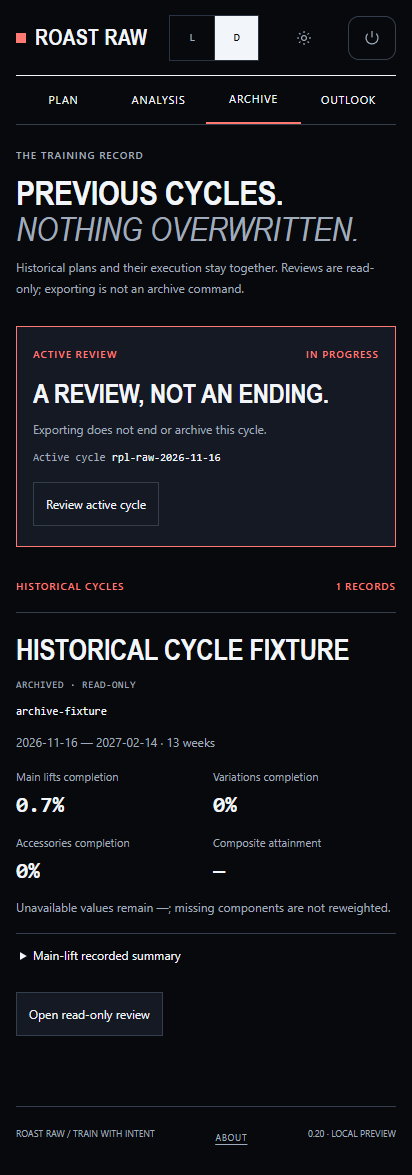 ROAST RAW L D
PLAN ANALYSIS ARCHIVE OUTLOOK
THE TRAINING RECORD
PREVIOUS CYCLES.
NOTHING OVERWRITTEN.
Historical plans and their execution stay together. Reviews are read-
only; exporting is not an archive command.
ACTIVE REVIEW IN PROGRESS
A REVIEW, NOT AN ENDING.
Exporting does not end or archive this cycle.
Active cycle rpl-raw-2026-11-16
Review active cycle
HISTORICAL CYCLES 1 RECORDS
HISTORICAL CYCLE FIXTURE
ARCHIVED · READ-ONLY
archive-fixture
2026-11-16 — 2027-02-14 · 13 weeks
Main lifts completion Variations completion
0.7% 0%
Accessories completion Composite attainment
0% —
Unavailable values remain —; missing components are not reweighted.
Main-lift recorded summary
Open read-only review
ROAST RAW / TRAIN WITH INTENT ABOUT 0.20 · LOCAL PREVIEW